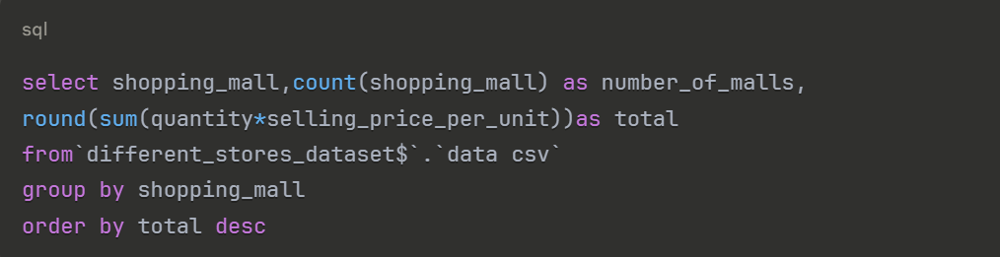 sql
select shopping_mall,count(shopping_mall) as number_of_malls,
round(sum(quantity*selling_price_per_unit))as total
from`different_stores_dataset$`.`data csv`
group by shopping_mall
order by total desc